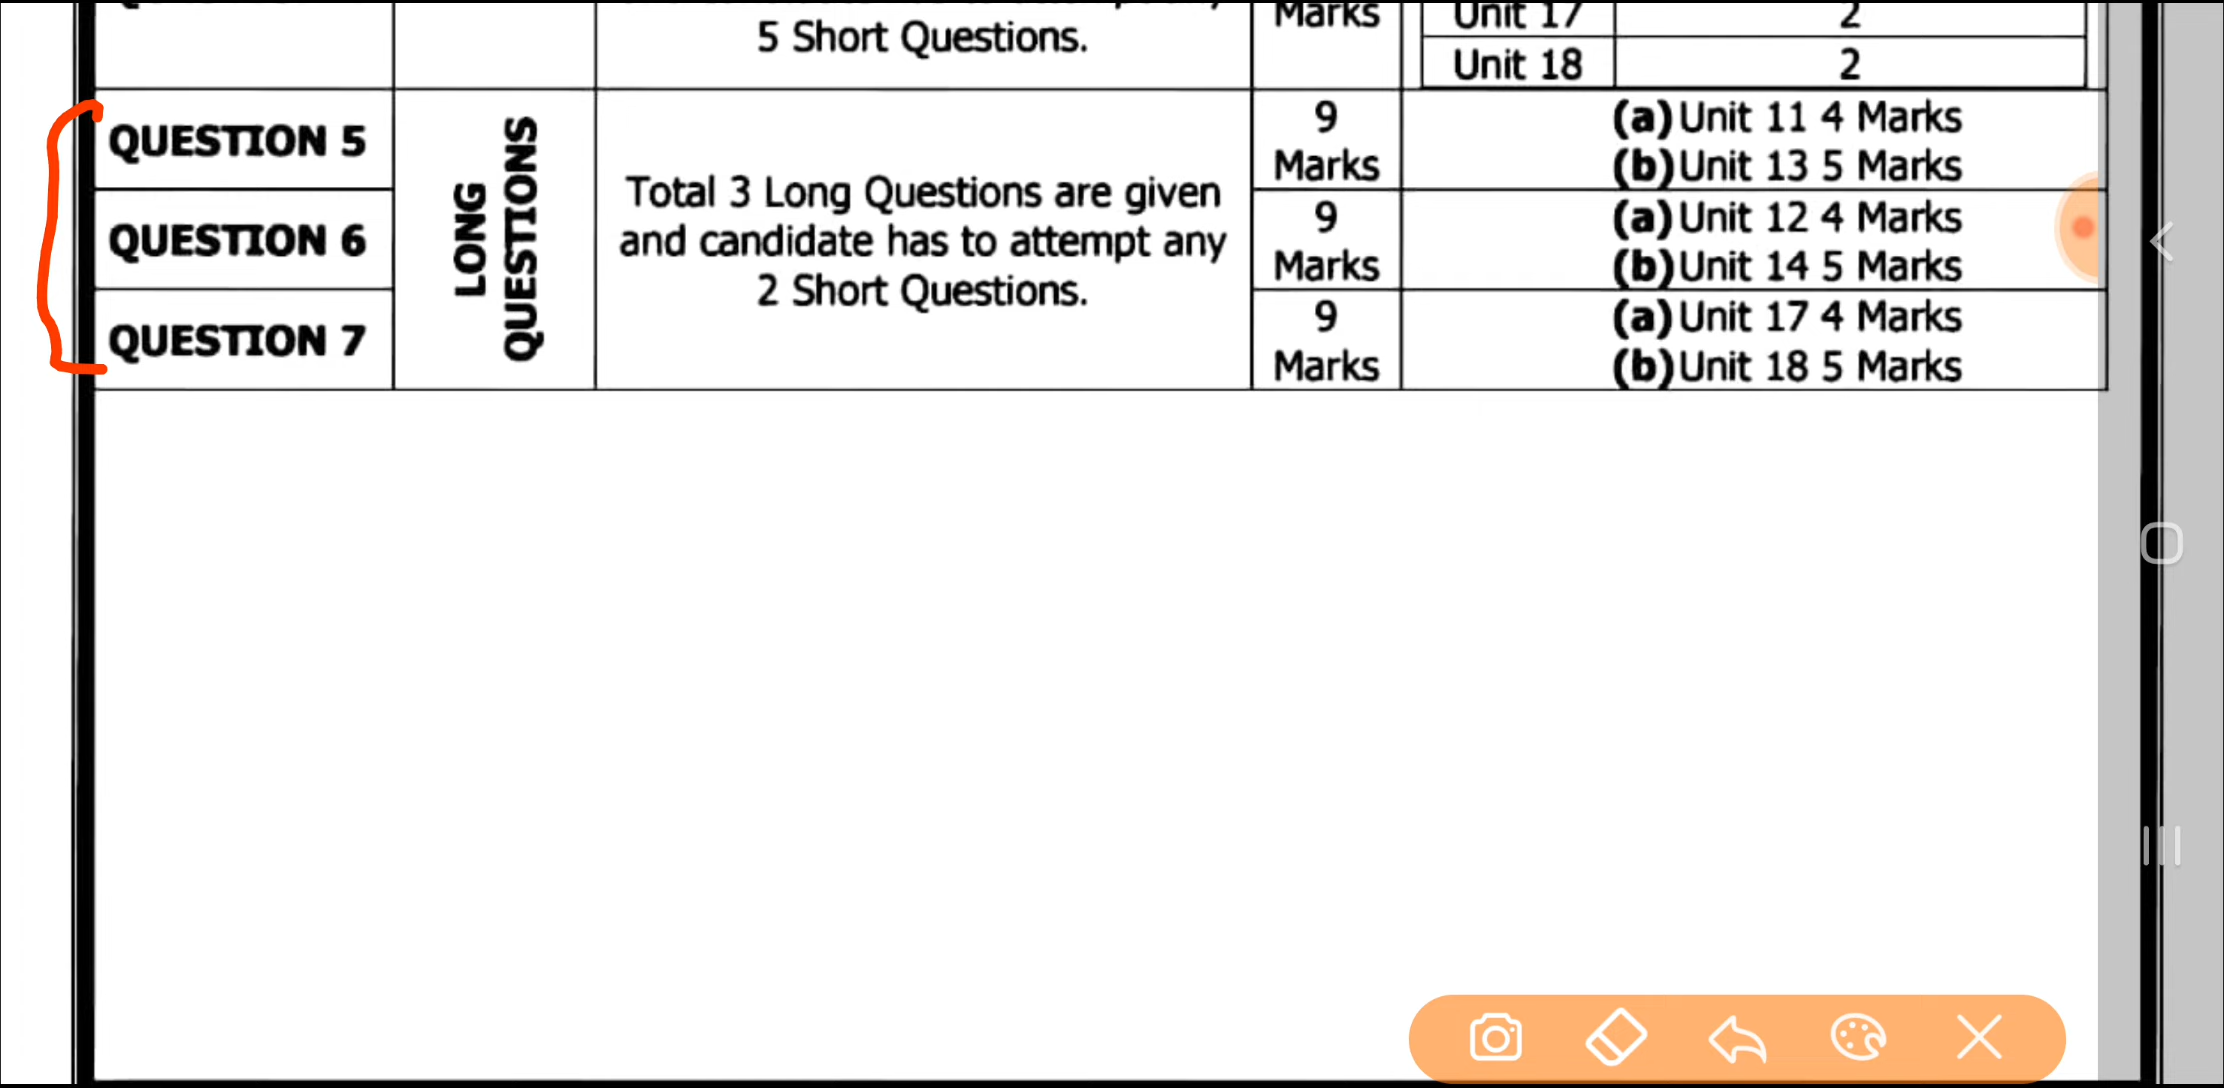 5 Short Questions.
Marks
Unit 17 2
Unit 18 2
QUESTION 5
QUESTION 6
QUESTION 7
LONG
QUESTIONS
Total 3 Long Questions are given
and candidate has to attempt any
2 Short Questions.
9
Marks
(a) Unit 11 4 Marks
(b) Unit 13 5 Marks
9
Marks
(a) Unit 12 4 Marks
(b) Unit 14 5 Marks
9
Marks
(a) Unit 17 4 Marks
(b) Unit 18 5 Marks